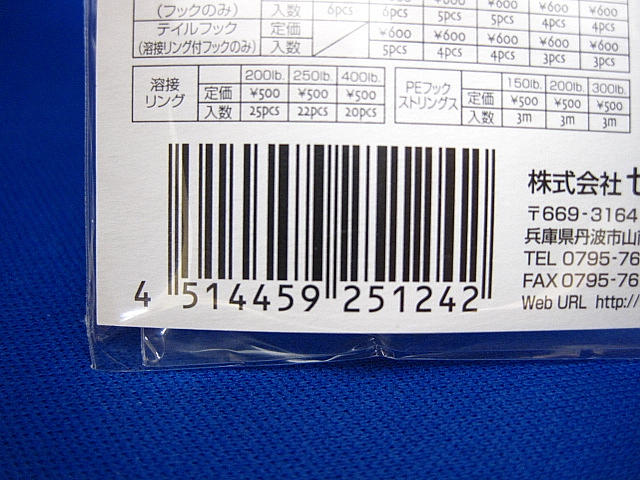 (フックのみ) 入数 6pcs 6pcs 5pcs 5pcs 4pcs 4pcs
テイルフック 定価 ¥600 ¥600 ¥600 ¥600 ¥600
(溶接リング付フックのみ) 入数 5pcs 4pcs 4pcs 3pcs 3pcs
溶接リング 200lb. 250lb. 400lb.
定価 ¥500 ¥500 ¥500
入数 25pcs 22pcs 20pcs
PEフックストリングス 150lb. 200lb. 300lb.
定価 ¥500 ¥500 ¥500
入数 3m 3m 3m
4 514459 251242
株式会社
〒669-3164
兵庫県丹波市山
TEL 0795-76
FAX 0795-76
Web URL http://